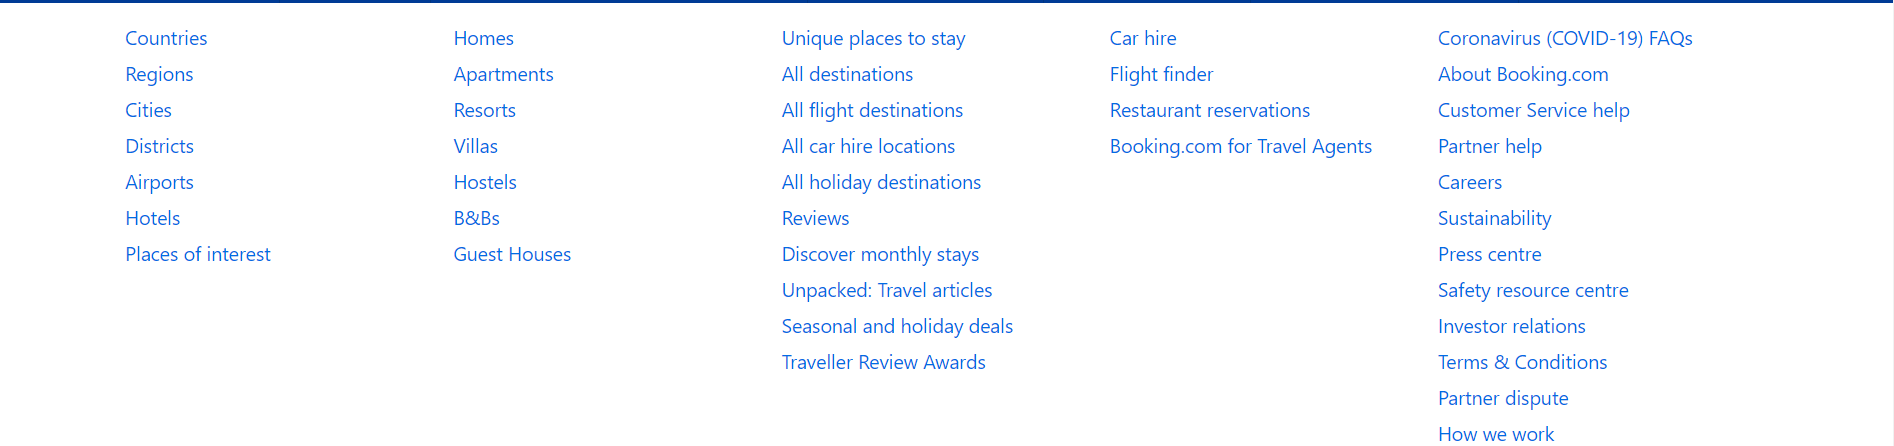 Countries
Regions
Cities
Districts
Airports
Hotels
Places of interest
Homes
Apartments
Resorts
Villas
Hostels
B&Bs
Guest Houses
Unique places to stay
All destinations
All flight destinations
All car hire locations
All holiday destinations
Reviews
Discover monthly stays
Unpacked: Travel articles
Seasonal and holiday deals
Traveller Review Awards
Car hire
Flight finder
Restaurant reservations
Booking.com for Travel Agents
Coronavirus (COVID-19) FAQs
About Booking.com
Customer Service help
Partner help
Careers
Sustainability
Press centre
Safety resource centre
Investor relations
Terms & Conditions
Partner dispute
How we work